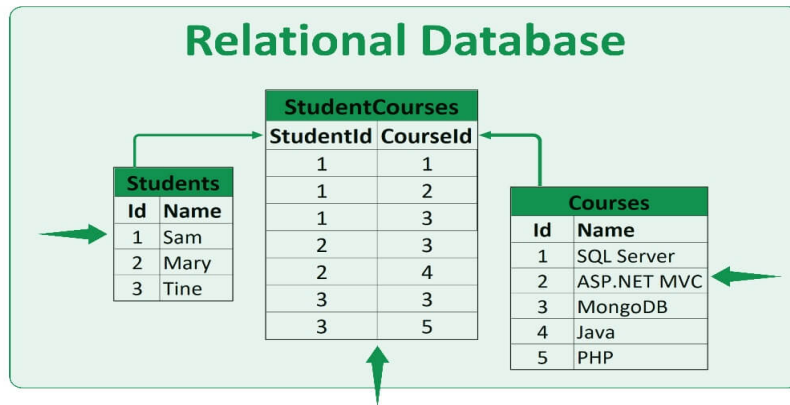 Relational Database
StudentCourses
StudentId CourseId
1 1
1 2
1 3
2 3
2 4
3 3
3 5
Students
Id Name
1 Sam
2 Mary
3 Tine
Courses
Id Name
1 SQL Server
2 ASP.NET MVC
3 MongoDB
4 Java
5 PHP